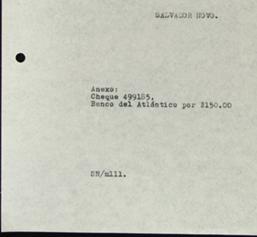 SALVADOR NOVO.
Anexo:
Cheque 499185.
Banco del Atlántico por $150.00
SN/mlll.